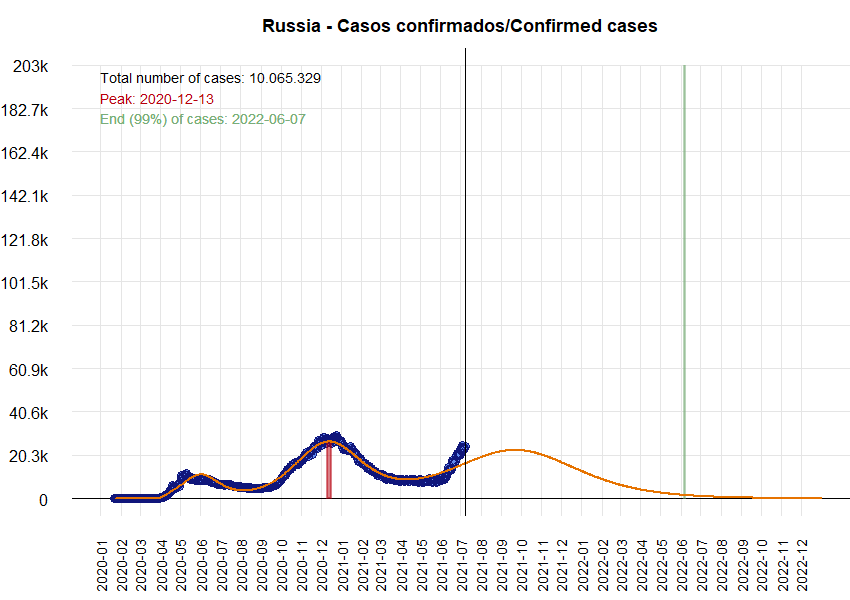 Russia - Casos confirmados/Confirmed cases
Total number of cases: 10.065.329
Peak: 2020-12-13
End (99%) of cases: 2022-06-07
203k
182.7k
162.4k
142.1k
121.8k
101.5k
81.2k
60.9k
40.6k
20.3k
0
2020-01
2020-02
2020-03
2020-04
2020-05
2020-06
2020-07
2020-08
2020-09
2020-10
2020-11
2020-12
2021-01
2021-02
2021-03
2021-04
2021-05
2021-06
2021-07
2021-08
2021-09
2021-10
2021-11
2021-12
2022-01
2022-02
2022-03
2022-04
2022-05
2022-06
2022-07
2022-08
2022-09
2022-10
2022-11
2022-12